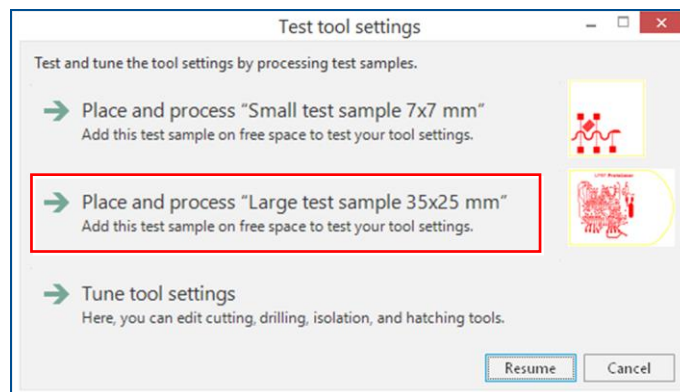 Test tool settings
Test and tune the tool settings by processing test samples.
Place and process “Small test sample 7x7 mm”
Add this test sample on free space to test your tool settings.
Place and process “Large test sample 35x25 mm”
Add this test sample on free space to test your tool settings.
Tune tool settings
Here, you can edit cutting, drilling, isolation, and hatching tools.
Resume
Cancel